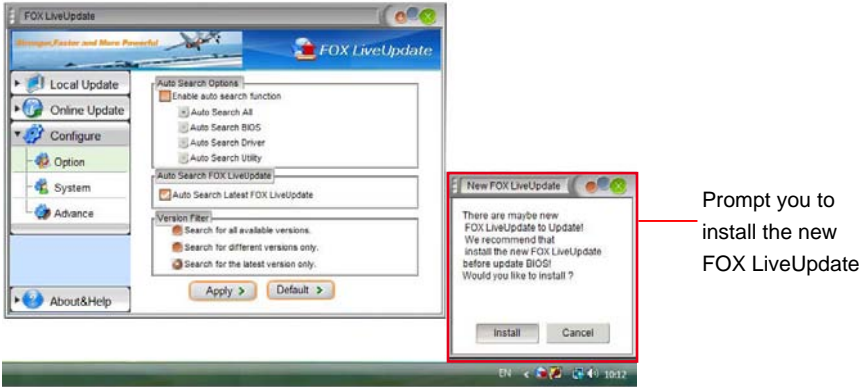 FOX LiveUpdate
Stronger,Faster and More Powerful
FOX LiveUpdate
Local Update
Online Update
Configure
Option
System
Advance
About&Help
Auto Search Options
Enable auto search function
Auto Search All
Auto Search BIOS
Auto Search Driver
Auto Search Utility
Auto Search FOX LiveUpdate
Auto Search Latest FOX LiveUpdate
Version Filter
Search for all available versions.
Search for different versions only.
Search for the latest version only.
Apply >
Default >
New FOX LiveUpdate
There are maybe new
FOX LiveUpdate to Update!
We recommend that
install the new FOX LiveUpdate
before update BIOS!
Would you like to install ?
Install
Cancel
Prompt you to
install the new
FOX LiveUpdate
EN < 10:12